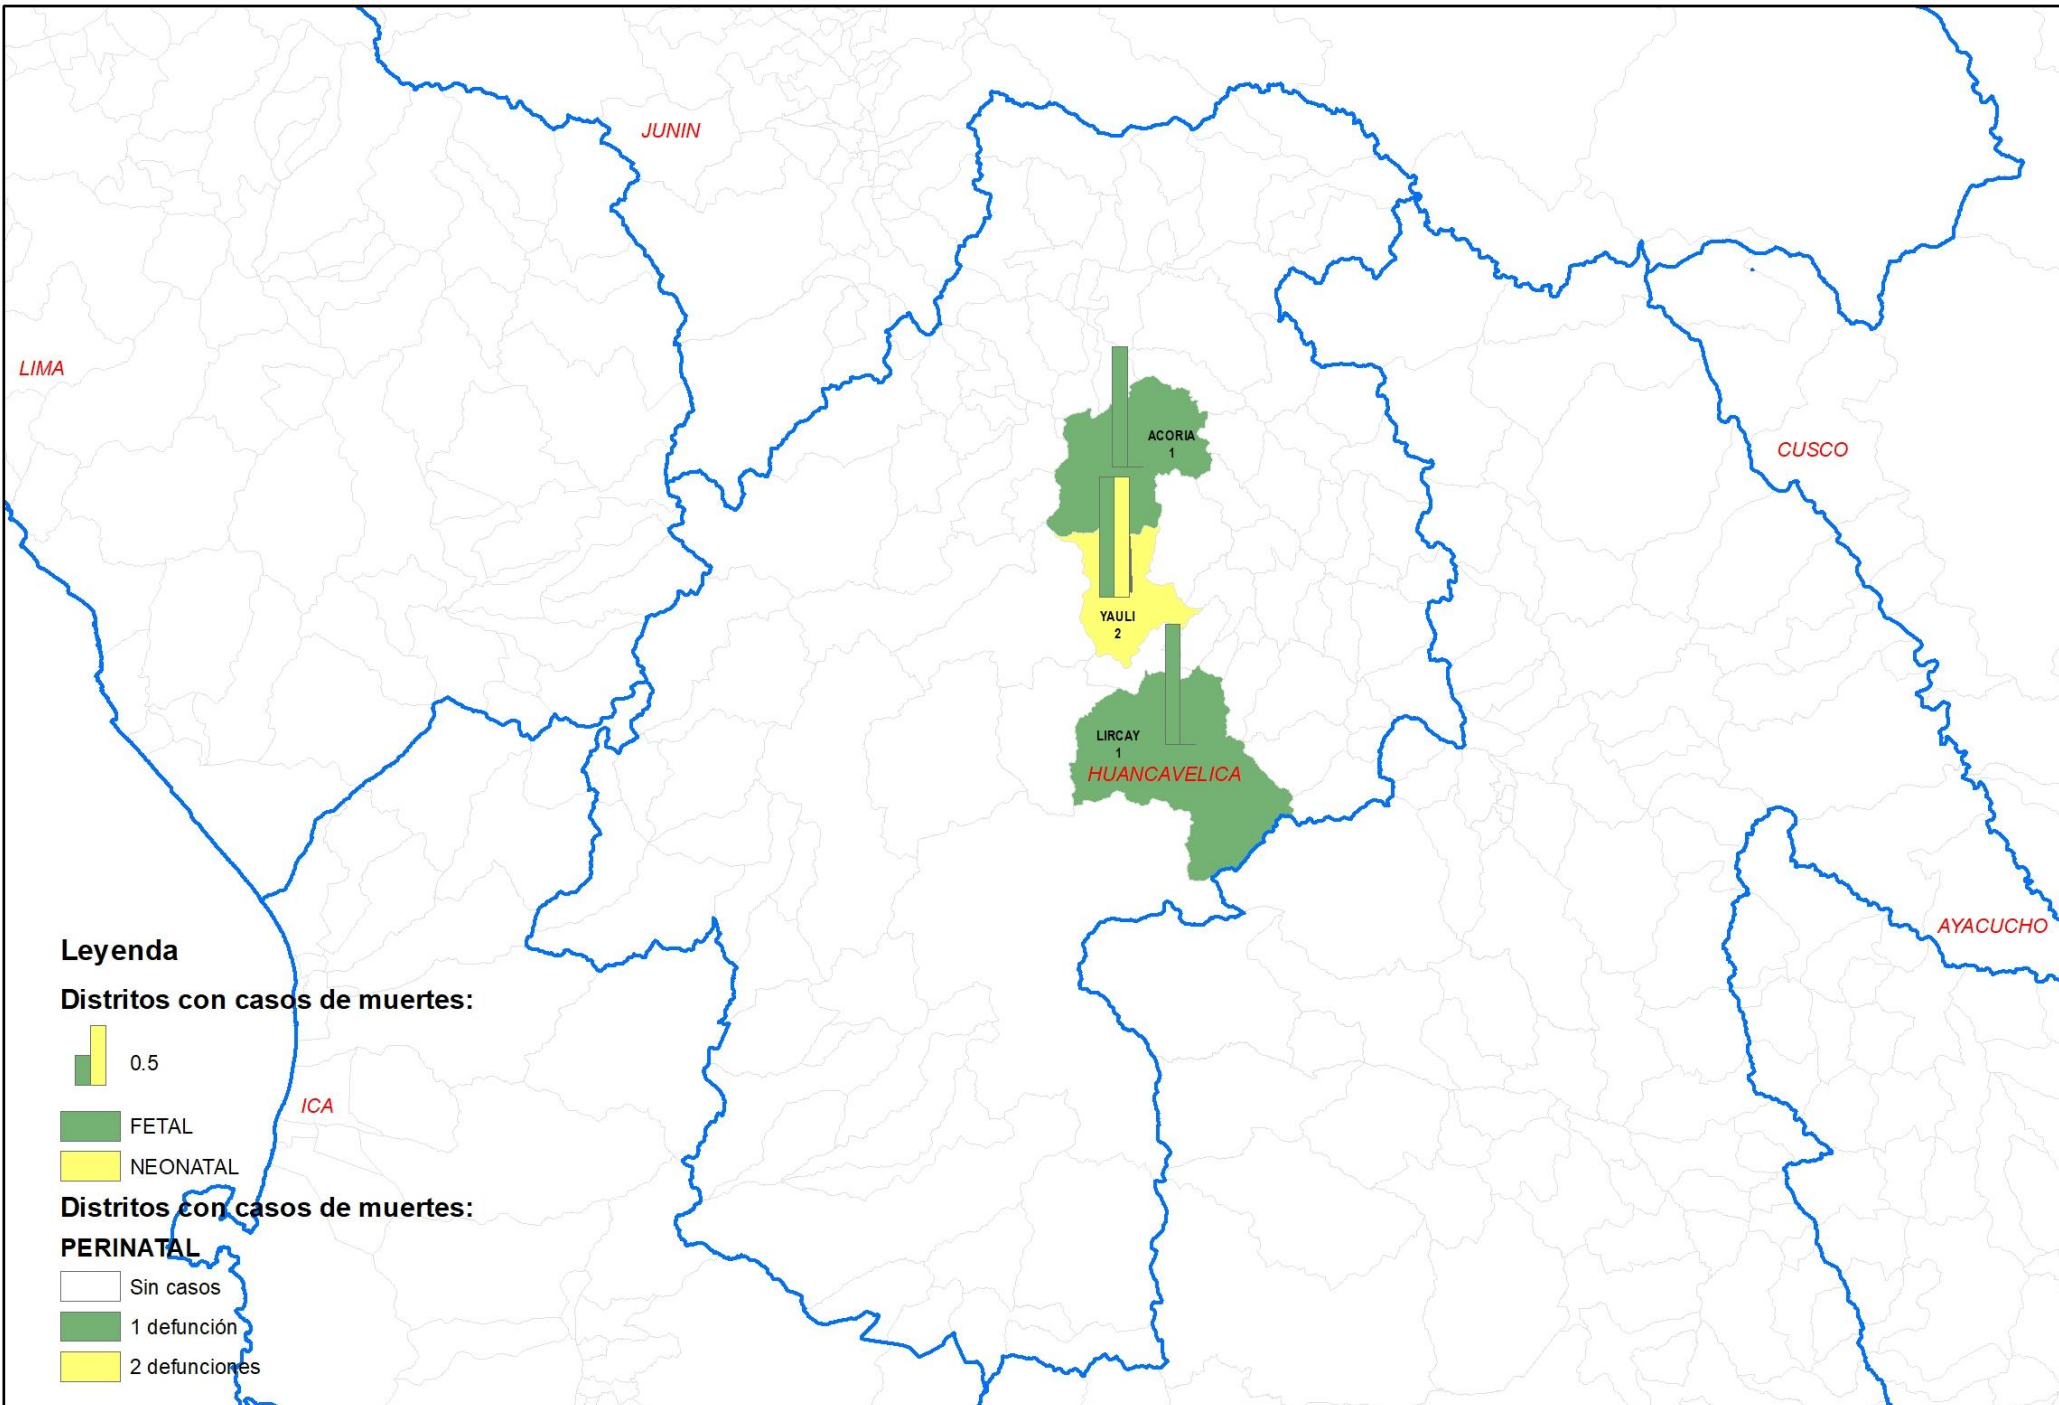 JUNIN
LIMA
ACORIA
1
CUSCO
YAULI
2
LIRCAY
1
HUANCAVELICA
AYACUCHO
ICA
Leyenda
Distritos con casos de muertes:
0.5
FETAL
NEONATAL
Distritos con casos de muertes:
PERINATAL
Sin casos
1 defunción
2 defunciones